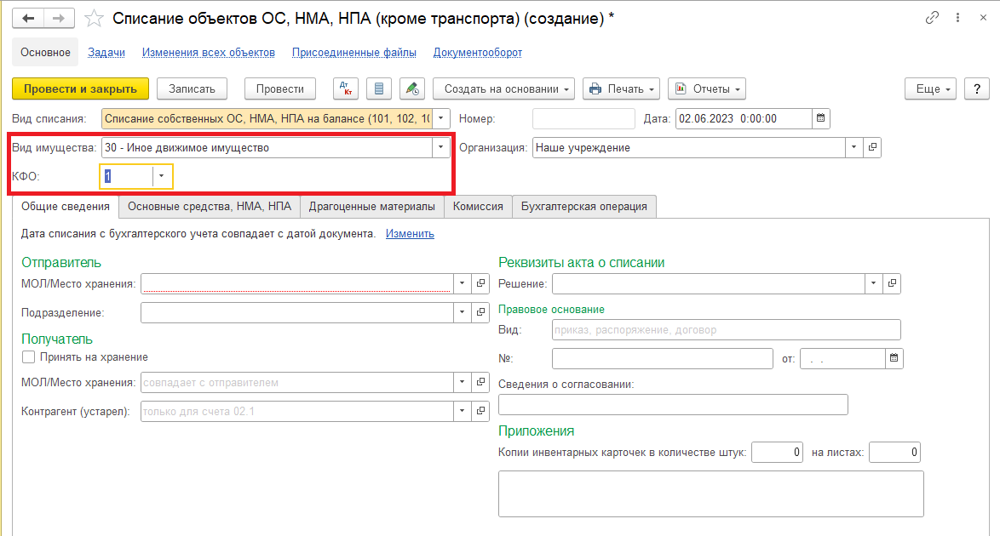 Списание объектов ОС, НМА, НПА (кроме транспорта) (создание) *
Основное Задачи Изменения всех объектов Присоединенные файлы Документооборот
Провести и закрыть Записать Провести Дт Кт Создать на основании Печать Отчеты Еще ?
Вид списания: Списание собственных ОС, НМА, НПА на балансе (101, 102, 10 Номер: Дата: 02.06.2023 0:00:00
Вид имущества: 30 - Иное движимое имущество Организация: Наше учреждение
КФО: 1
Общие сведения Основные средства, НМА, НПА Драгоценные материалы Комиссия Бухгалтерская операция
Дата списания с бухгалтерского учета совпадает с датой документа. Изменить
Отправитель Реквизиты акта о списании
МОЛ/Место хранения: Решение:
Подразделение: Правовое основание
Вид: приказ, распоряжение, договор
Получатель
Принять на хранение №: от: . .
МОЛ/Место хранения: совпадает с отправителем Сведения о согласовании:
Контрагент (устарел): только для счета 02.1
Приложения
Копии инвентарных карточек в количестве штук: 0 на листах: 0